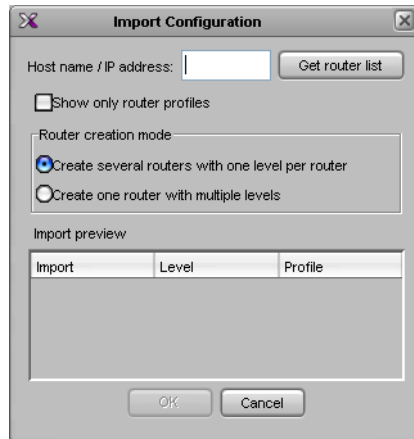 Import Configuration
Host name / IP address: Get router list
Show only router profiles
Router creation mode
Create several routers with one level per router
Create one router with multiple levels
Import preview
Import Level Profile
OK Cancel